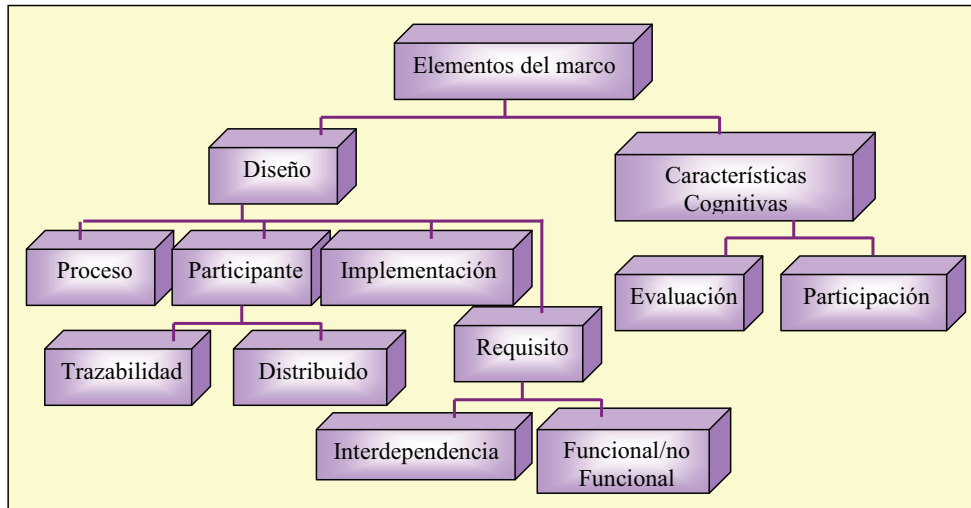 Elementos del marco
Diseño
Características
Cognitivas
Proceso
Participante
Implementación
Evaluación
Participación
Requisito
Trazabilidad
Distribuido
Interdependencia
Funcional/no
Funcional